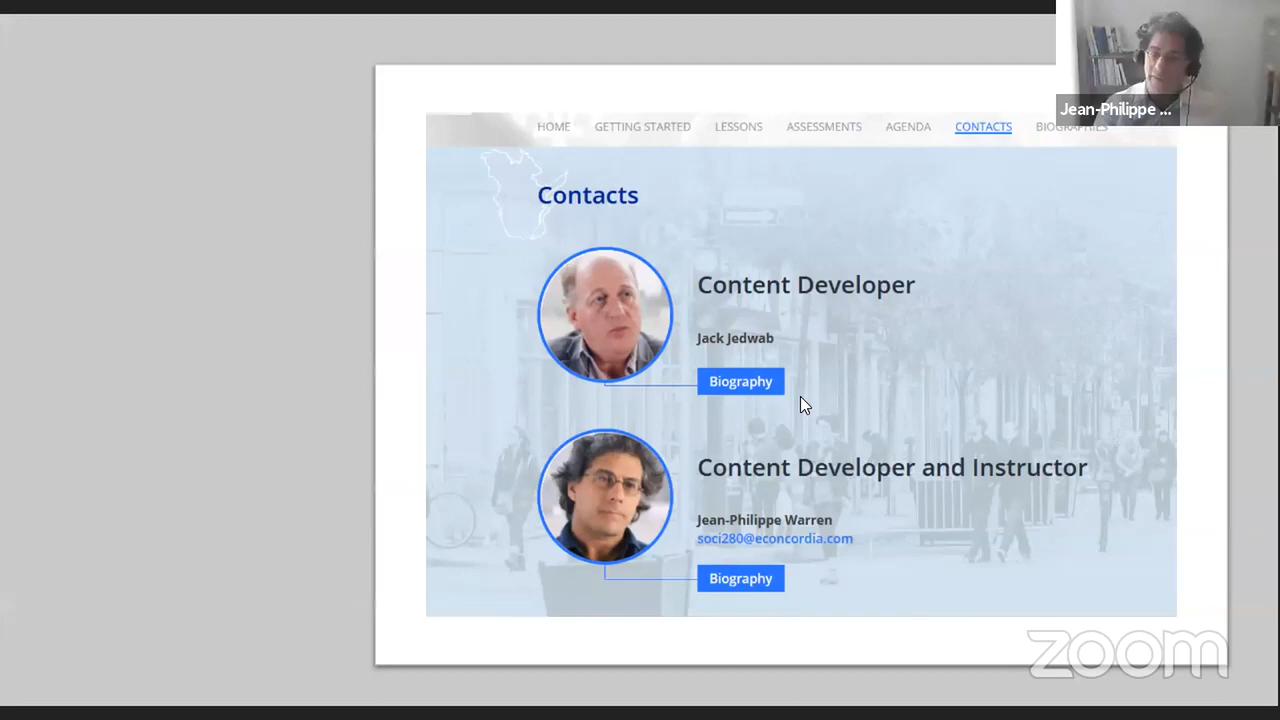 Jean-Philippe ...
HOME GETTING STARTED LESSONS ASSESSMENTS AGENDA CONTACTS BIOGRAPHIES
Contacts
Content Developer
Jack Jedwab
Biography
Content Developer and Instructor
Jean-Philippe Warren
soci280@econcordia.com
Biography
zoom